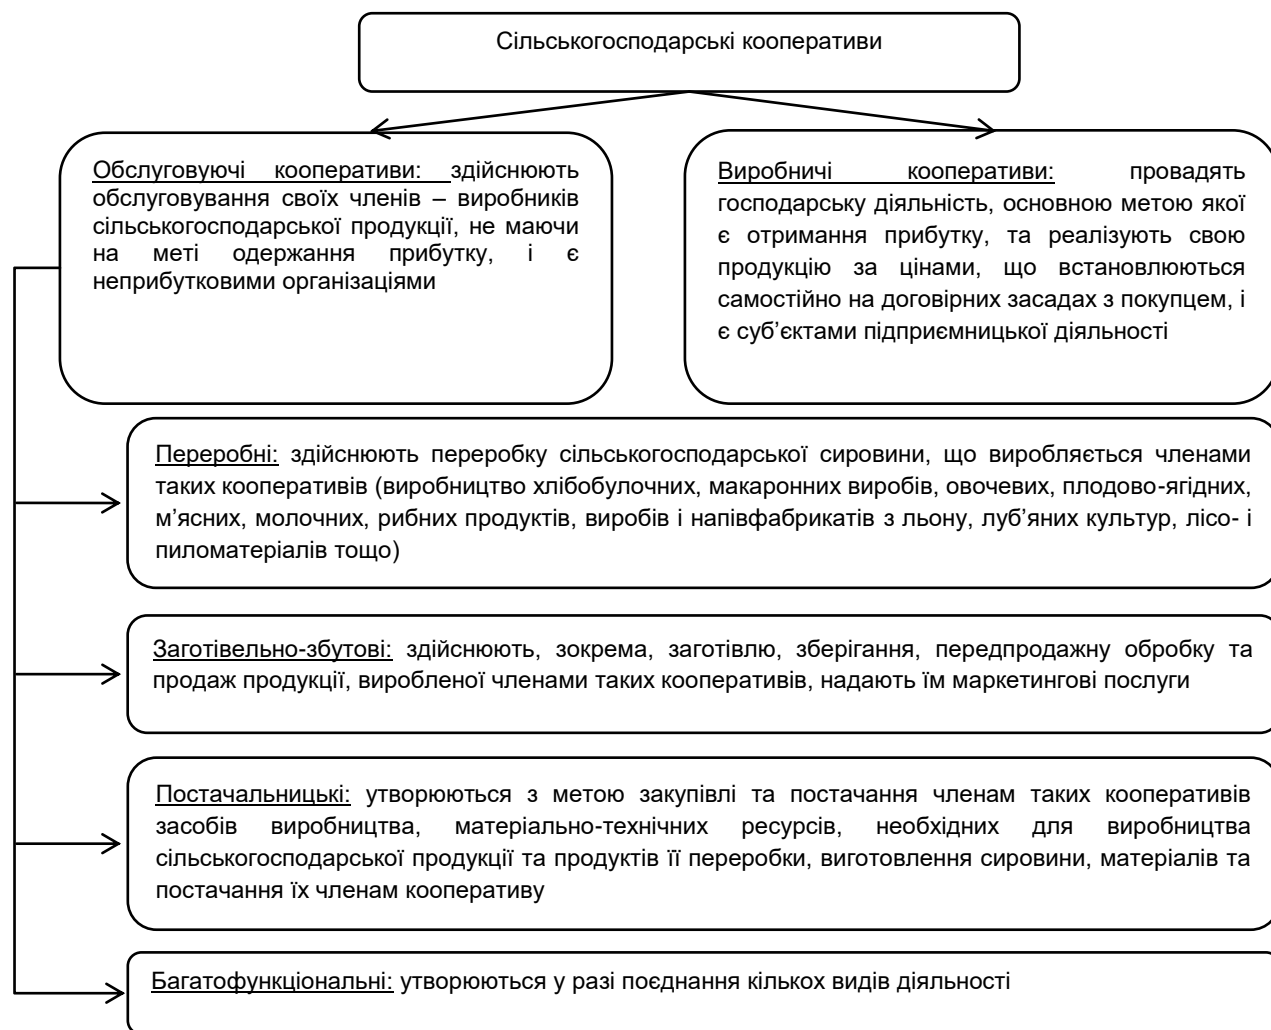 Сільськогосподарські кооперативи
Обслуговуючі кооперативи: здійснюють
обслуговування своїх членів – виробників
сільськогосподарської продукції, не маючи
на меті одержання прибутку, і є
неприбутковими організаціями
Виробничі кооперативи: провадять
господарську діяльність, основною метою якої
є отримання прибутку, та реалізують свою
продукцію за цінами, що встановлюються
самостійно на договірних засадах з покупцем, і
є суб’єктами підприємницької діяльності
Переробні: здійснюють переробку сільськогосподарської сировини, що виробляється членами
таких кооперативів (виробництво хлібобулочних, макаронних виробів, овочевих, плодово-ягідних,
м’ясних, молочних, рибних продуктів, виробів і напівфабрикатів з льону, луб’яних культур, лісо- і
пиломатеріалів тощо)
Заготівельно-збутові: здійснюють, зокрема, заготівлю, зберігання, передпродажну обробку та
продаж продукції, виробленої членами таких кооперативів, надають їм маркетингові послуги
Постачальницькі: утворюються з метою закупівлі та постачання членам таких кооперативів
засобів виробництва, матеріально-технічних ресурсів, необхідних для виробництва
сільськогосподарської продукції та продуктів її переробки, виготовлення сировини, матеріалів та
постачання їх членам кооперативу
Багатофункціональні: утворюються у разі поєднання кількох видів діяльності